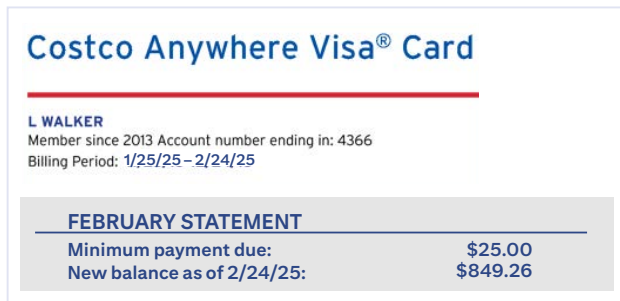 Costco Anywhere Visa® Card
L WALKER
Member since 2013 Account number ending in: 4366
Billing Period: 1/25/25 – 2/24/25
FEBRUARY STATEMENT
Minimum payment due: $25.00
New balance as of 2/24/25: $849.26